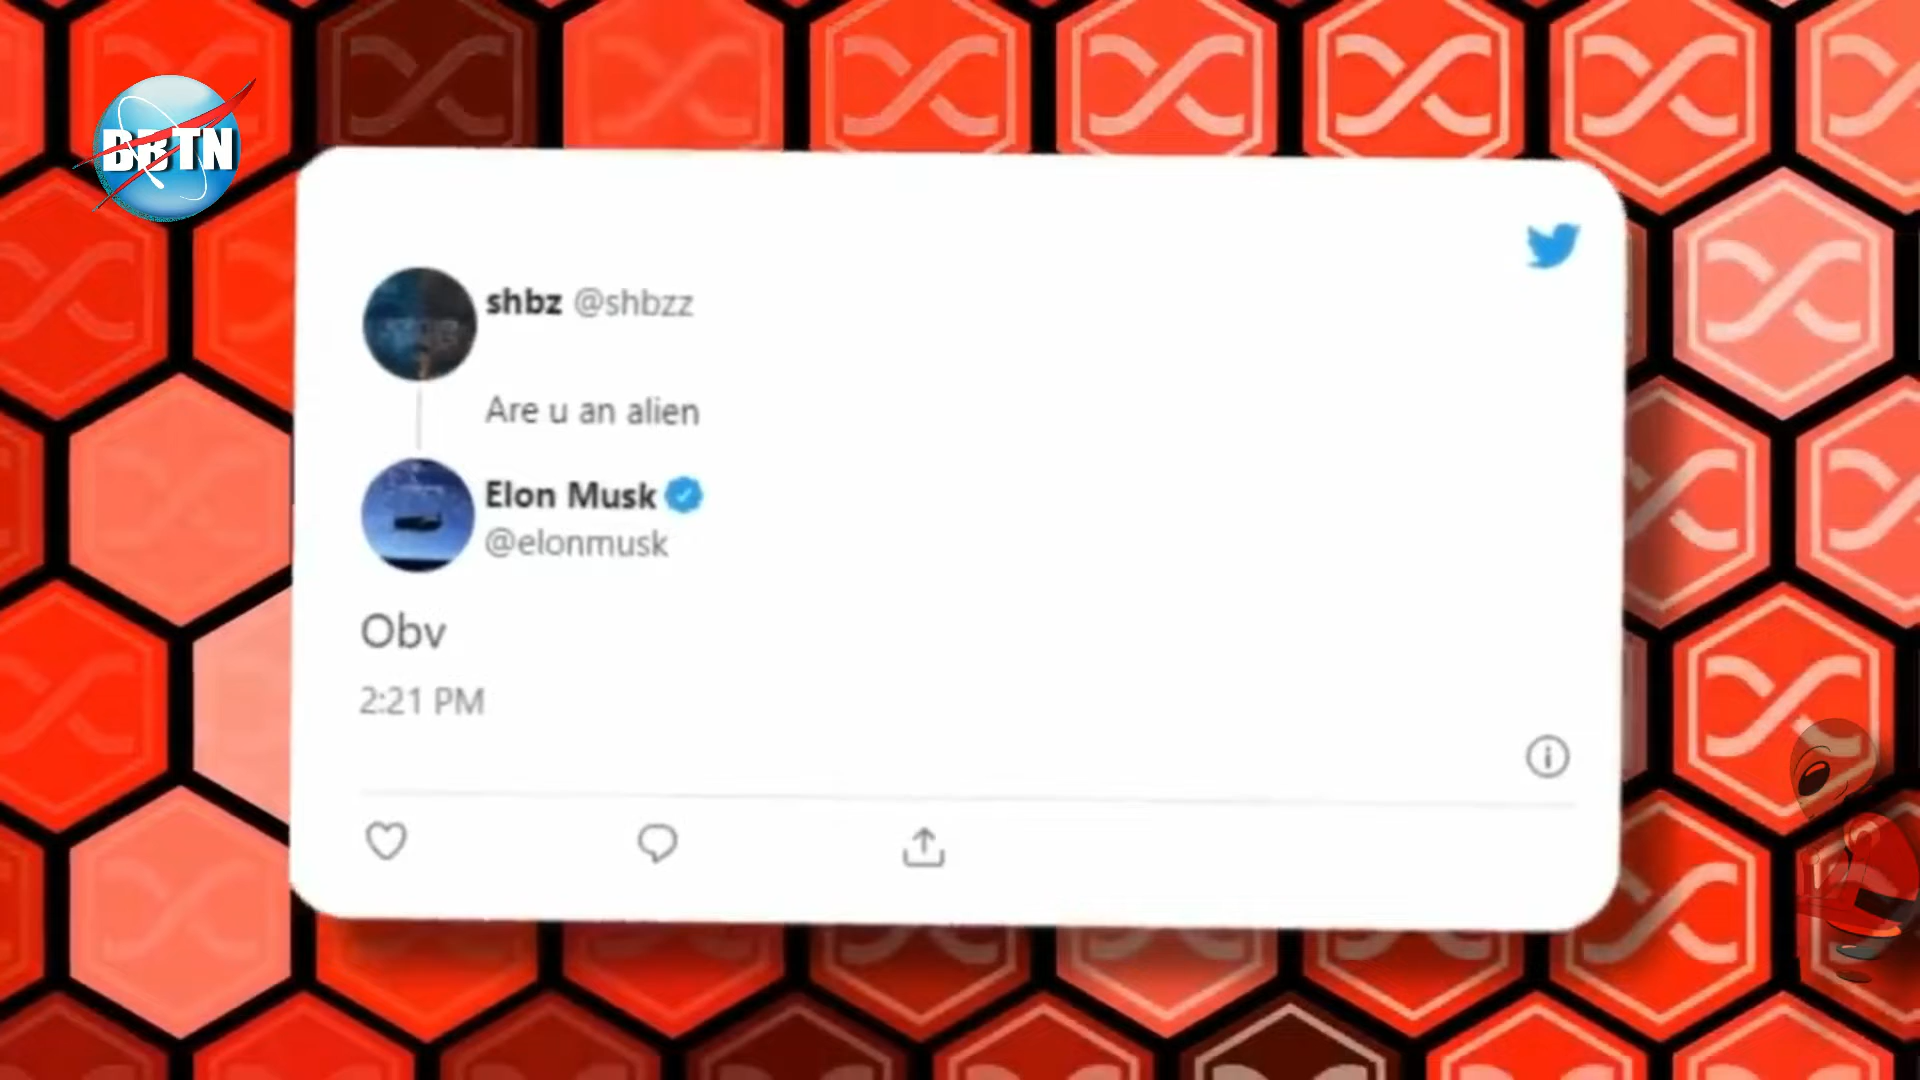 BBTN
shbz @shbzz
Are u an alien
Elon Musk
@elonmusk
Obv
2:21 PM